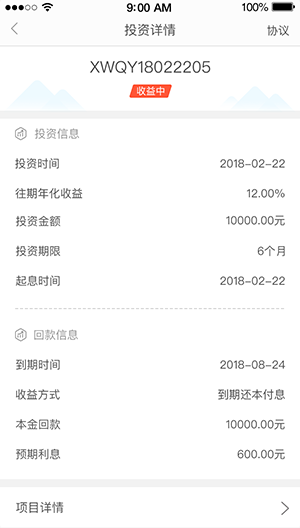 9:00 AM 100%
投资详情 协议
XWQY18022205
收益中
投资信息
投资时间 2018-02-22
往期年化收益 12.00%
投资金额 10000.00元
投资期限 6个月
起息时间 2018-02-22
回款信息
到期时间 2018-08-24
收益方式 到期还本付息
本金回款 10000.00元
预期利息 600.00元
项目详情